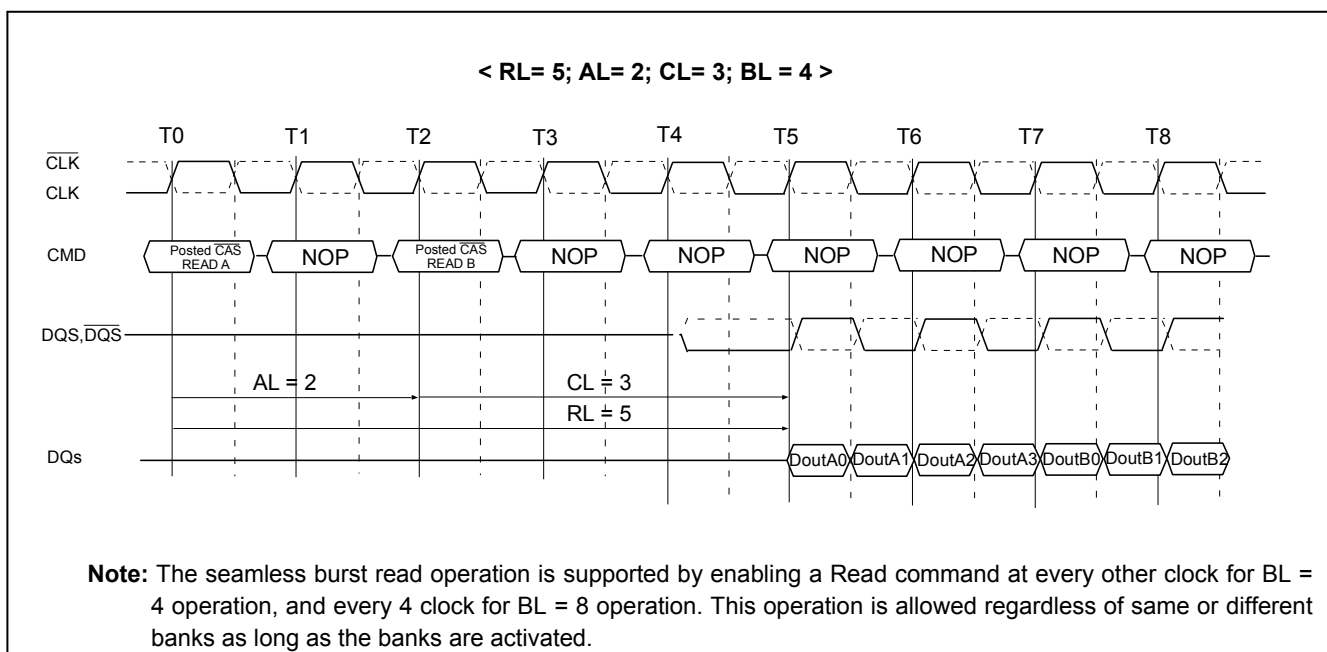 < RL= 5; AL= 2; CL= 3; BL = 4 >
T0 T1 T2 T3 T4 T5 T6 T7 T8
CLK
CLK
CMD
Posted CAS
READ A
NOP
Posted CAS
READ B
NOP
NOP
NOP
NOP
NOP
NOP
DQS,DQS
AL = 2
CL = 3
RL = 5
DQs
DoutA0 DoutA1 DoutA2 DoutA3 DoutB0 DoutB1 DoutB2
Note: The seamless burst read operation is supported by enabling a Read command at every other clock for BL =
4 operation, and every 4 clock for BL = 8 operation. This operation is allowed regardless of same or different
banks as long as the banks are activated.